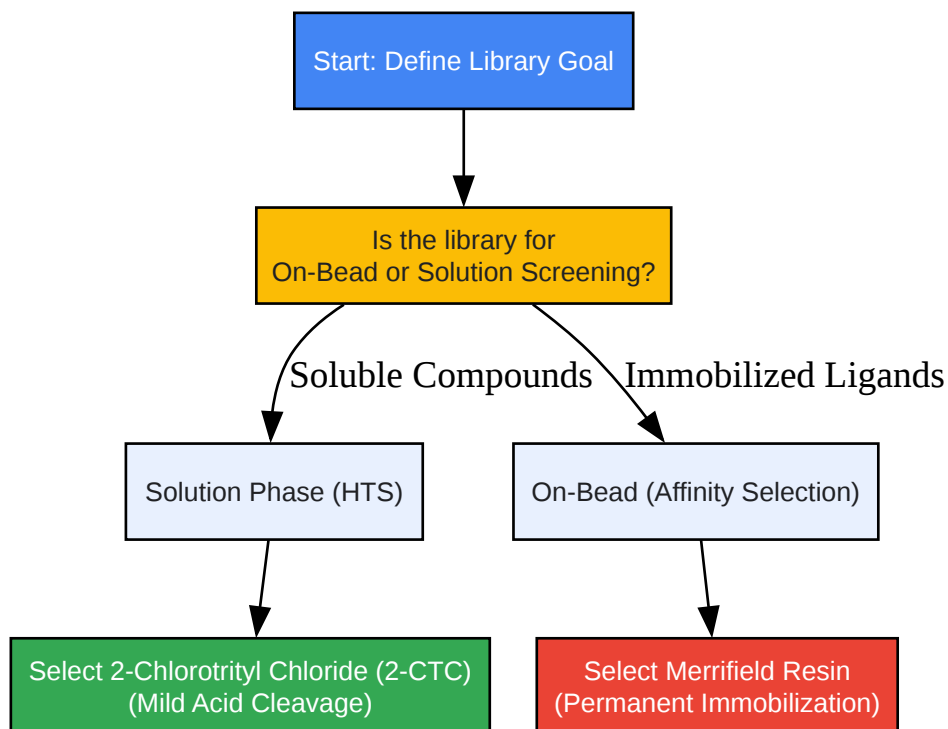 Start: Define Library Goal
Is the library for
On-Bead or Solution Screening?
Soluble Compounds
Immobilized Ligands
Solution Phase (HTS)
On-Bead (Affinity Selection)
Select 2-Chlorotrityl Chloride (2-CTC)
(Mild Acid Cleavage)
Select Merrifield Resin
(Permanent Immobilization)